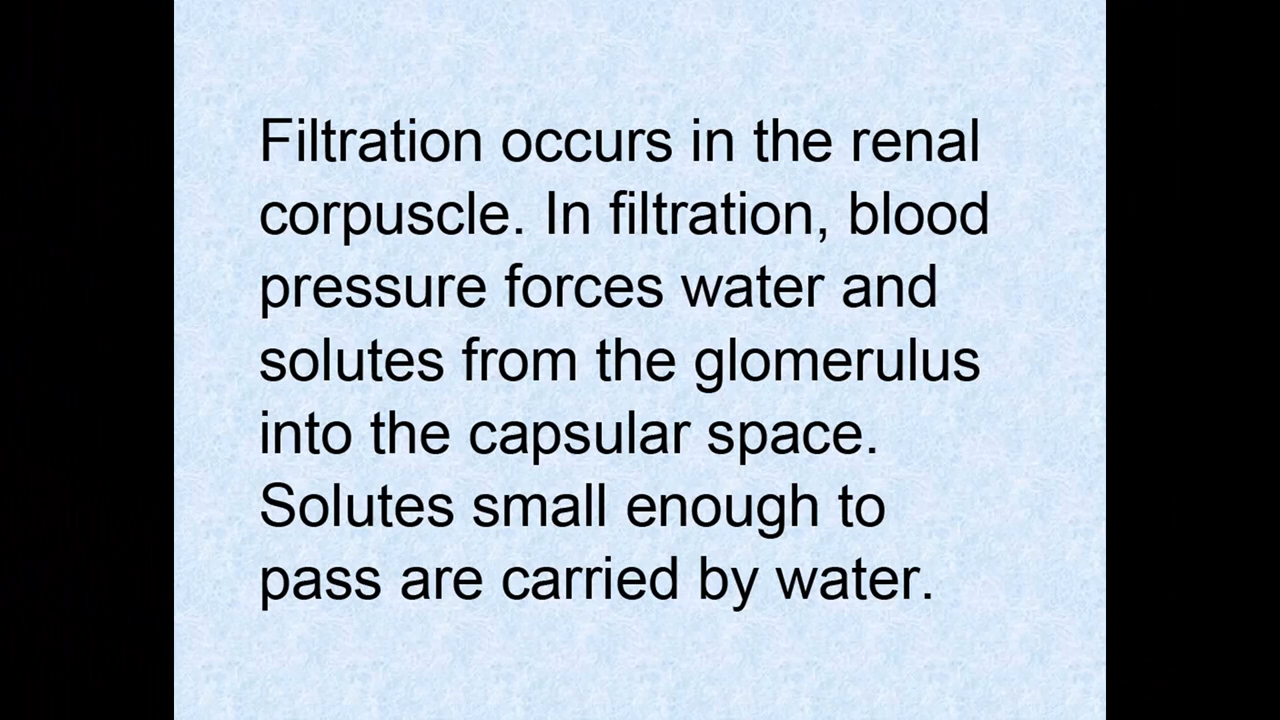 Filtration occurs in the renal
corpuscle. In filtration, blood
pressure forces water and
solutes from the glomerulus
into the capsular space.
Solutes small enough to
pass are carried by water.